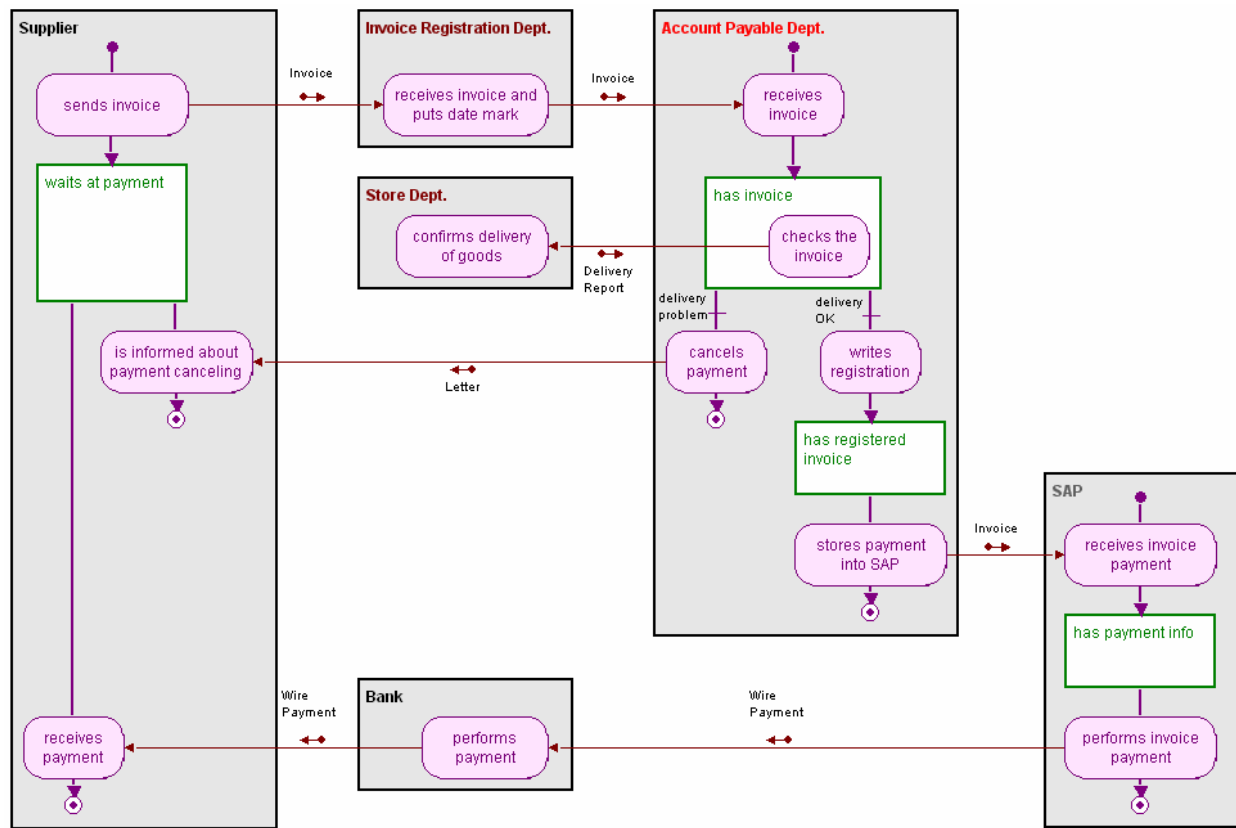 Supplier
sends invoice
waits at payment
is informed about
payment canceling
receives
payment
Invoice
Invoice Registration Dept.
receives invoice and
puts date mark
Invoice
Store Dept.
confirms delivery
of goods
Delivery
Report
Letter
Account Payable Dept.
receives
invoice
has invoice
checks the
invoice
delivery
problem
delivery
OK
cancels
payment
writes
registration
has registered
invoice
stores payment
into SAP
Invoice
SAP
receives invoice
payment
has payment info
performs invoice
payment
Wire
Payment
Bank
performs
payment
Wire
Payment